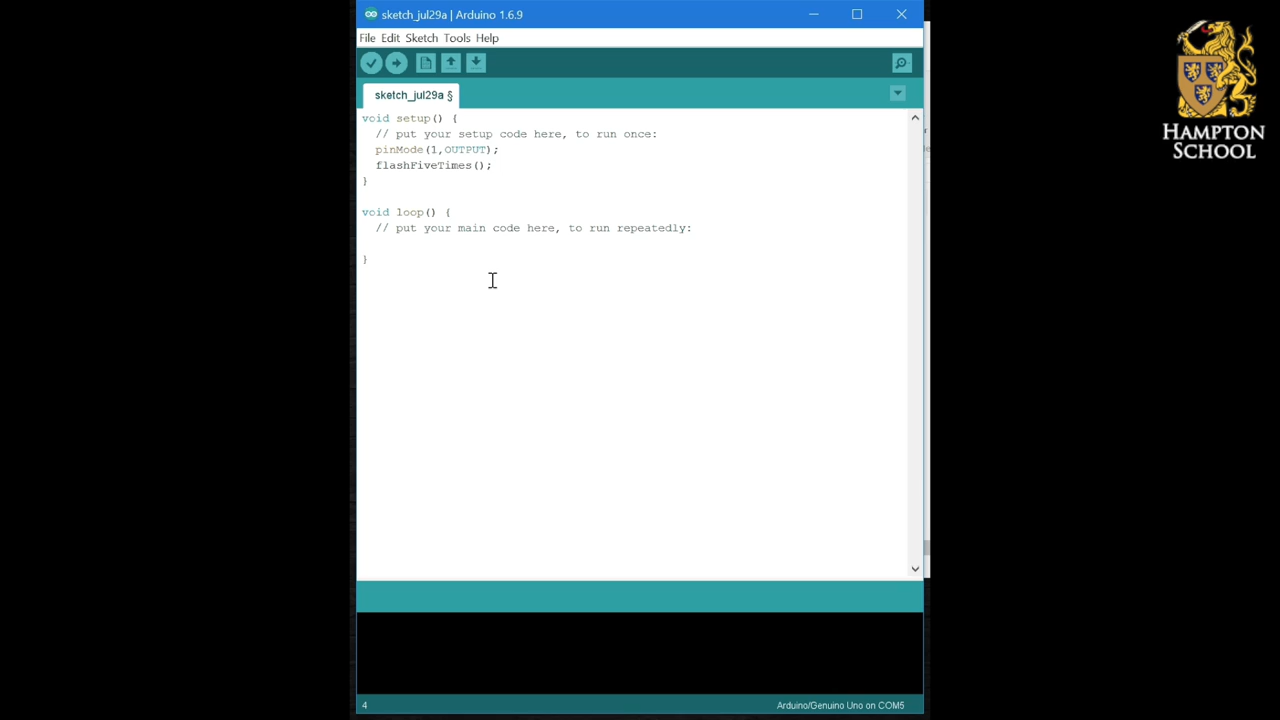 sketch_jul29a | Arduino 1.6.9
File Edit Sketch Tools Help
sketch_jul29a §
void setup() {
  // put your setup code here, to run once:
  pinMode(1,OUTPUT);
  flashFiveTimes();
}
void loop() {
  // put your main code here, to run repeatedly:
}
4
Arduino/Genuino Uno on COM5
HAMPTON
SCHOOL